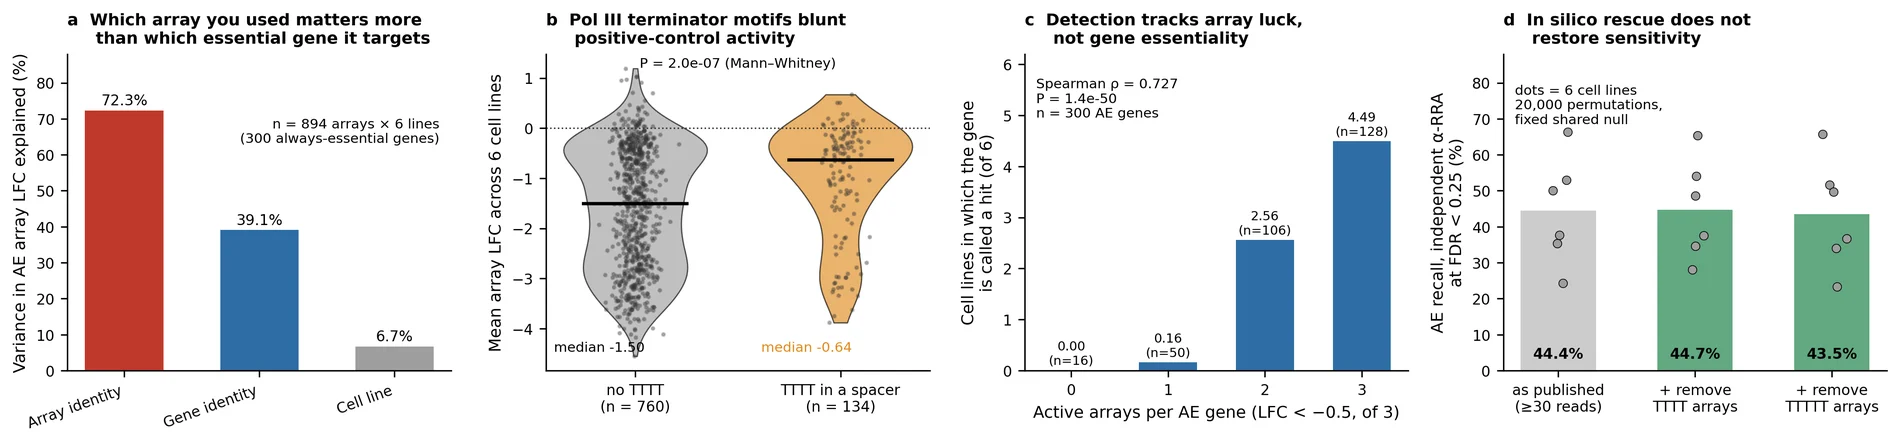 a Which array you used matters more
than which essential gene it targets
Variance in AE array LFC explained (%)
80
70
60
50
40
30
20
10
0
72.3%
39.1%
6.7%
n = 894 arrays × 6 lines
(300 always-essential genes)
Array identity
Gene identity
Cell line
b Pol III terminator motifs blunt
positive-control activity
Mean array LFC across 6 cell lines
1
0
−1
−2
−3
−4
P = 2.0e-07 (Mann–Whitney)
median -1.50
median -0.64
no TTTT
(n = 760)
TTTT in a spacer
(n = 134)
c Detection tracks array luck,
not gene essentiality
Cell lines in which the gene
is called a hit (of 6)
6
5
4
3
2
1
0
Spearman ρ = 0.727
P = 1.4e-50
n = 300 AE genes
0.00
(n=16)
0.16
(n=50)
2.56
(n=106)
4.49
(n=128)
0
1
2
3
Active arrays per AE gene (LFC < −0.5, of 3)
d In silico rescue does not
restore sensitivity
AE recall, independent α-RRA
at FDR < 0.25 (%)
80
70
60
50
40
30
20
10
0
dots = 6 cell lines
20,000 permutations,
fixed shared null
44.4%
44.7%
43.5%
as published
(≥30 reads)
+ remove
TTTT arrays
+ remove
TTTTT arrays